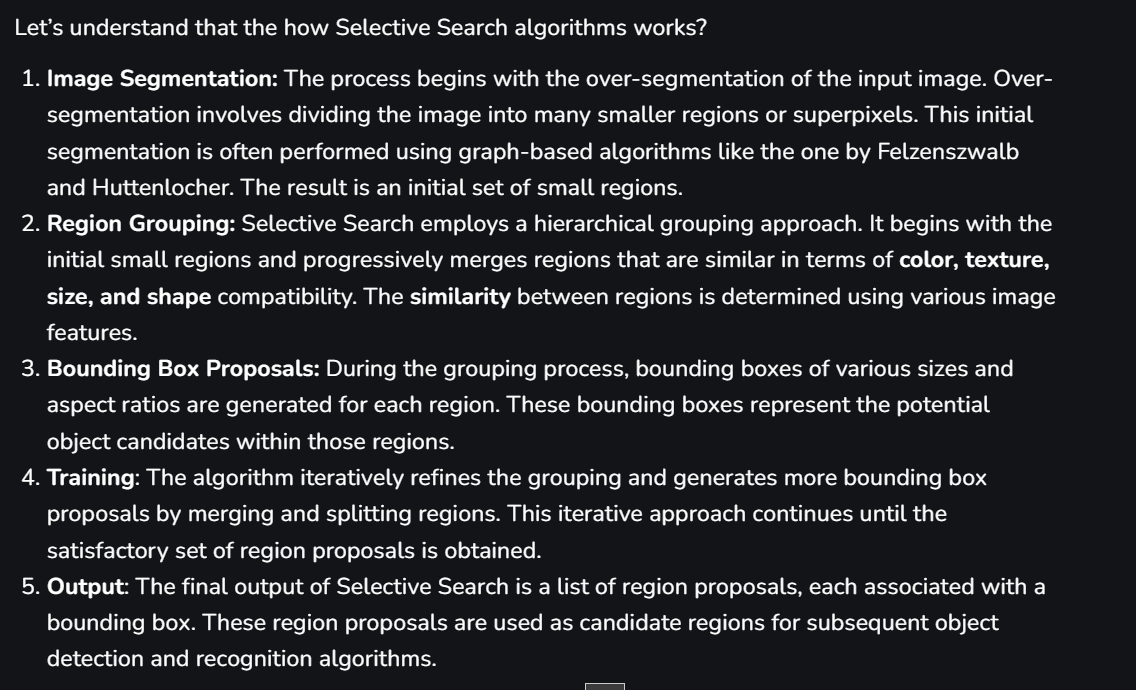 Let's understand that the how Selective Search algorithms works?
1. Image Segmentation: The process begins with the over-segmentation of the input image. Over-
segmentation involves dividing the image into many smaller regions or superpixels. This initial
segmentation is often performed using graph-based algorithms like the one by Felzenszwalb
and Huttenlocher. The result is an initial set of small regions.
2. Region Grouping: Selective Search employs a hierarchical grouping approach. It begins with the
initial small regions and progressively merges regions that are similar in terms of color, texture,
size, and shape compatibility. The similarity between regions is determined using various image
features.
3. Bounding Box Proposals: During the grouping process, bounding boxes of various sizes and
aspect ratios are generated for each region. These bounding boxes represent the potential
object candidates within those regions.
4. Training: The algorithm iteratively refines the grouping and generates more bounding box
proposals by merging and splitting regions. This iterative approach continues until the
satisfactory set of region proposals is obtained.
5. Output: The final output of Selective Search is a list of region proposals, each associated with a
bounding box. These region proposals are used as candidate regions for subsequent object
detection and recognition algorithms.